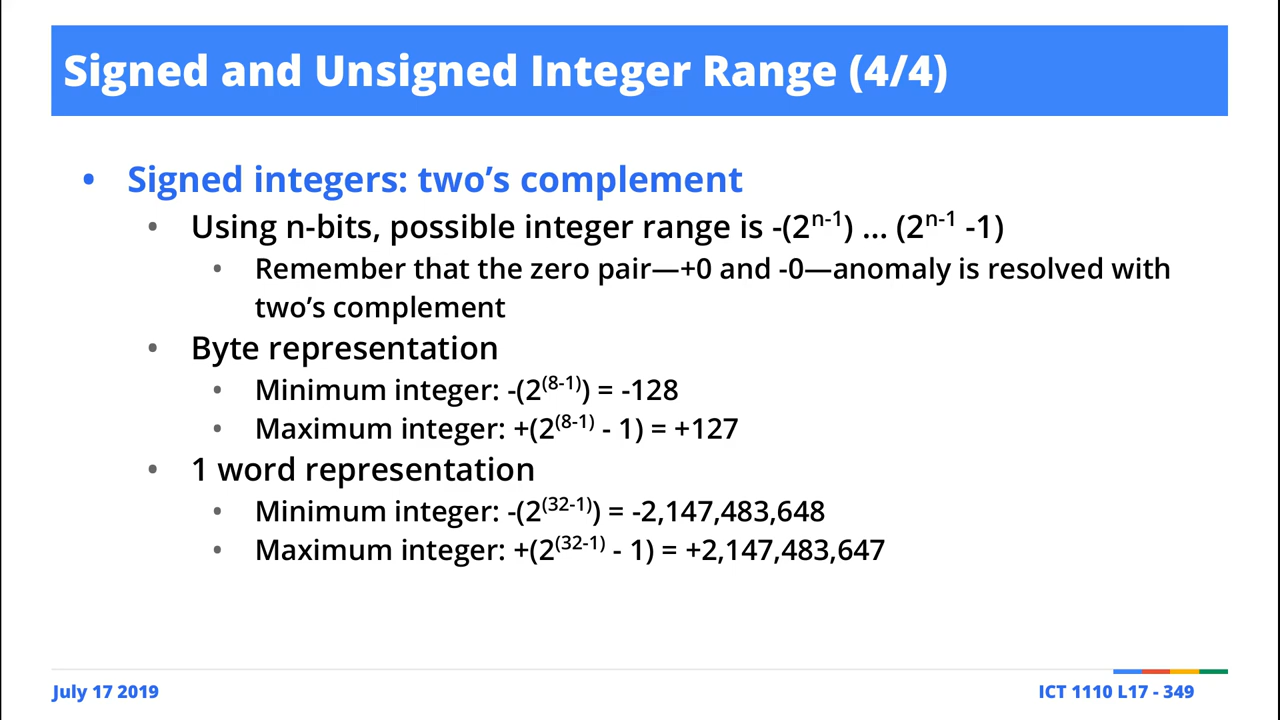 Signed and Unsigned Integer Range (4/4)
• Signed integers: two’s complement
• Using n-bits, possible integer range is -(2ⁿ⁻¹) … (2ⁿ⁻¹ -1)
• Remember that the zero pair—+0 and -0—anomaly is resolved with
two’s complement
• Byte representation
• Minimum integer: -(2⁽⁸⁻¹⁾) = -128
• Maximum integer: +(2⁽⁸⁻¹⁾ - 1) = +127
• 1 word representation
• Minimum integer: -(2⁽³²⁻¹⁾) = -2,147,483,648
• Maximum integer: +(2⁽³²⁻¹⁾ - 1) = +2,147,483,647
July 17 2019
ICT 1110 L17 - 349